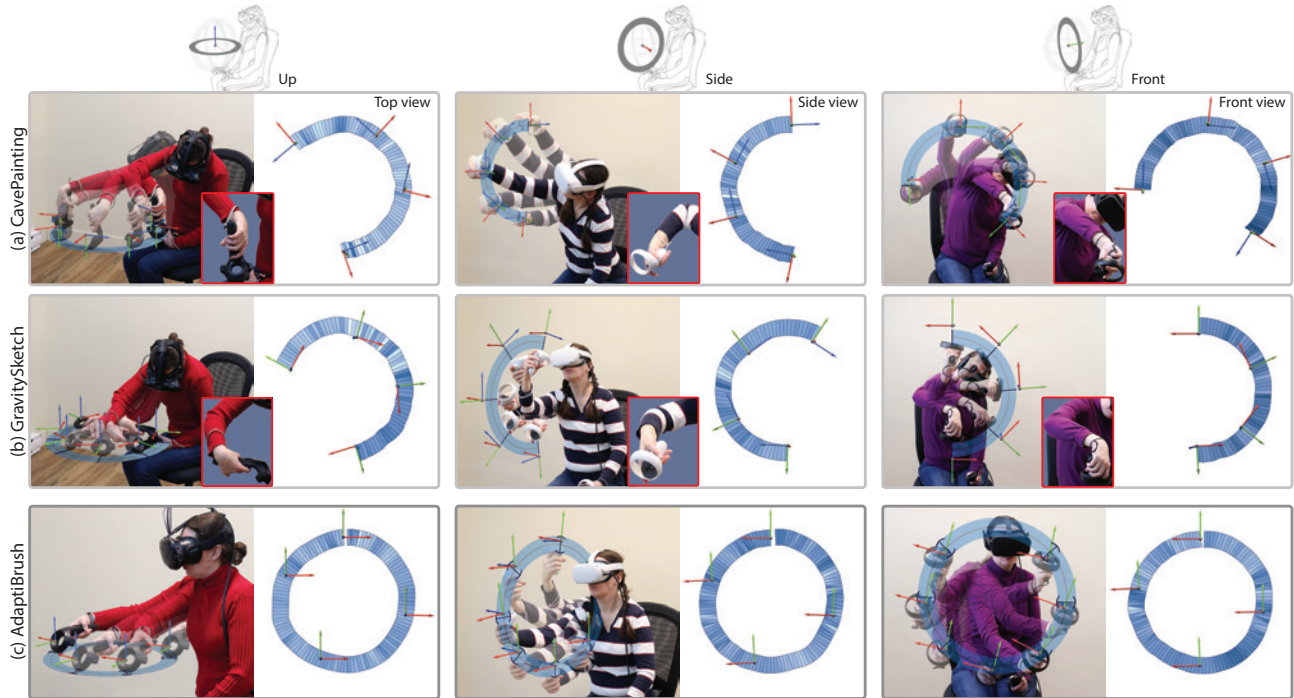 Up
Side
Front
(a) CavePainting
Top view
Side view
Front view
(b) GravitySketch
(c) AdaptiBrush